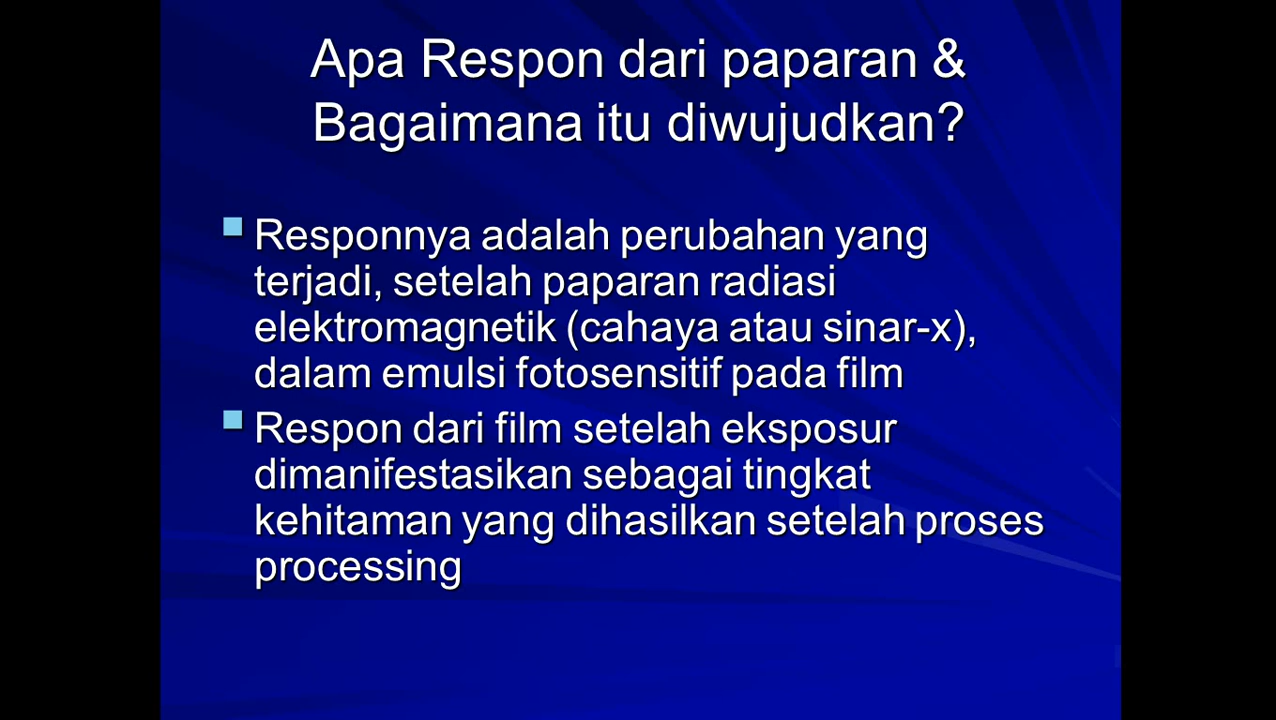 Apa Respon dari paparan &
Bagaimana itu diwujudkan?
Responnya adalah perubahan yang
terjadi, setelah paparan radiasi
elektromagnetik (cahaya atau sinar-x),
dalam emulsi fotosensitif pada film
Respon dari film setelah eksposur
dimanifestasikan sebagai tingkat
kehitaman yang dihasilkan setelah proses
processing